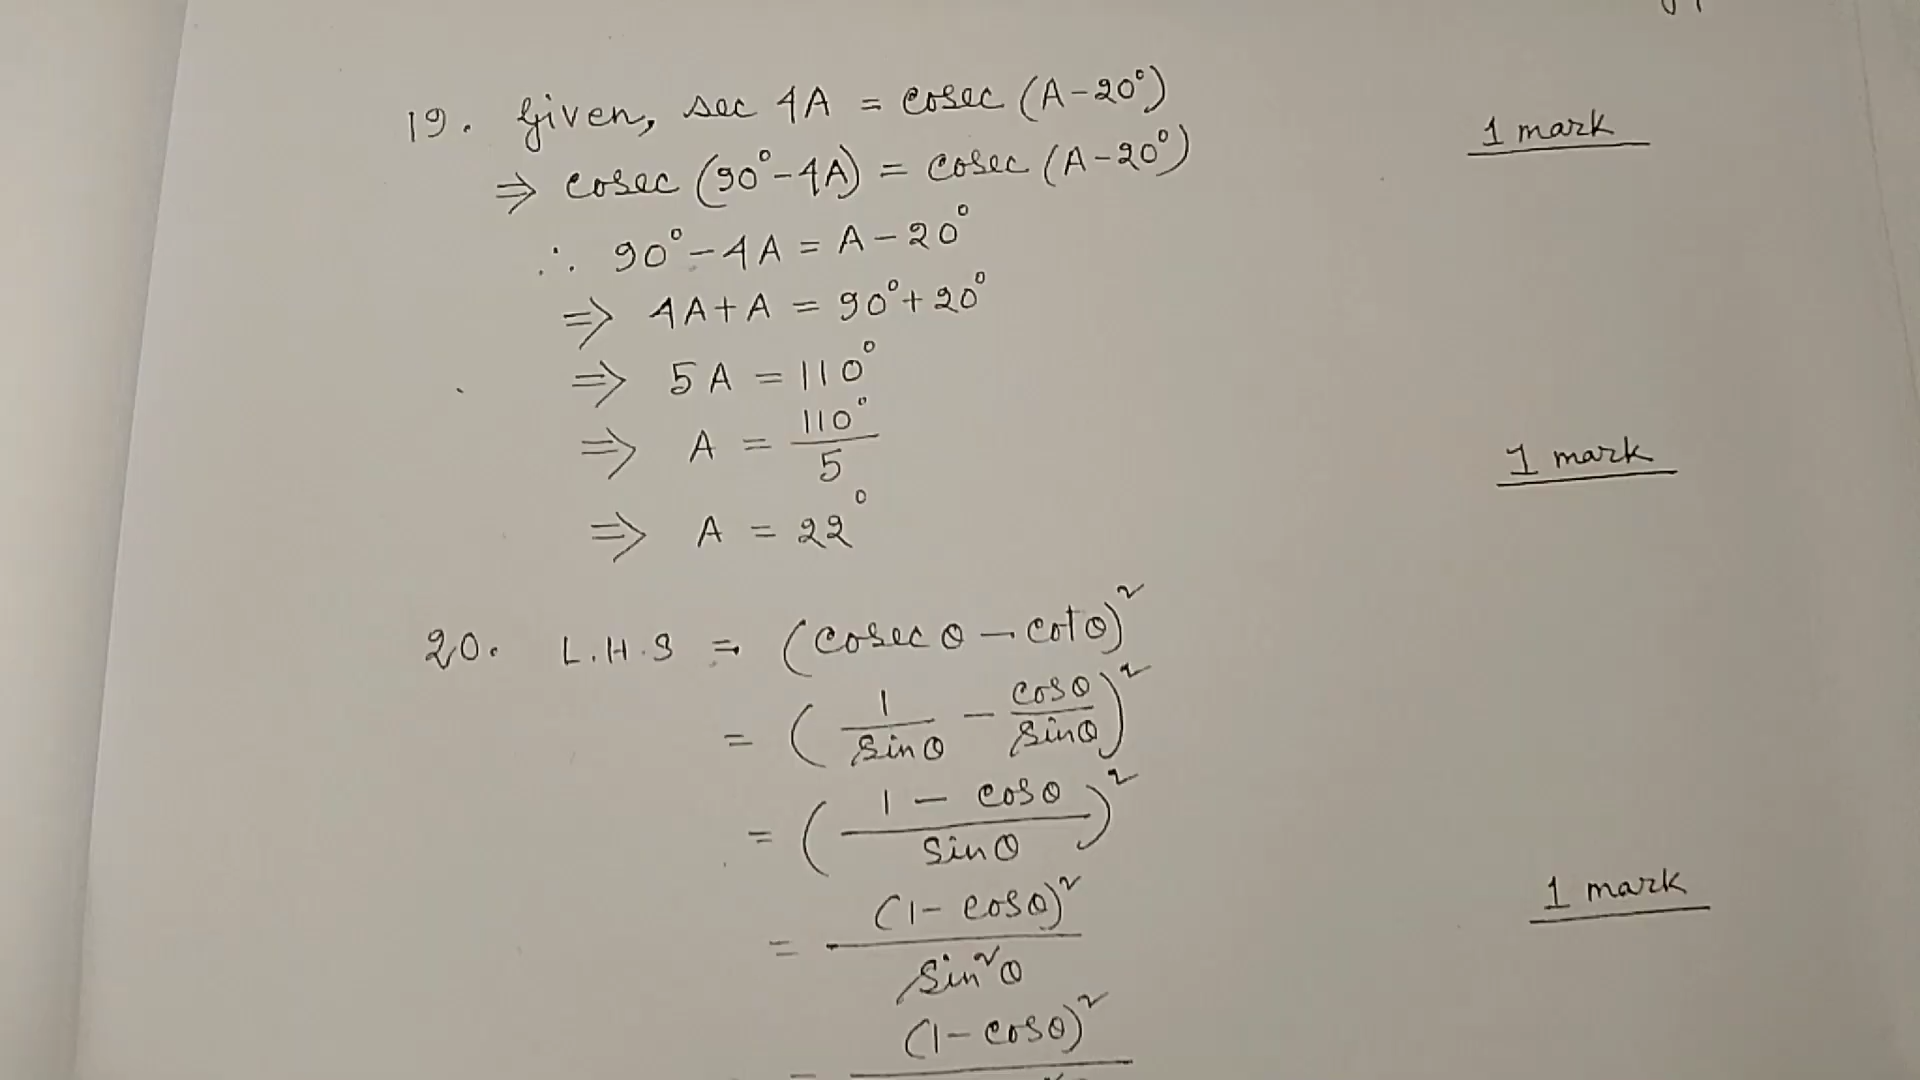 19. Given, sec 4A = cosec (A-20°)
1 mark
⇒ cosec (90°-4A) = cosec (A-20°)
∴ 90°-4A = A-20°
⇒ 4A+A = 90°+20°
⇒ 5A = 110°
⇒ A = 110°/5
1 mark
⇒ A = 22°
20. L.H.S = (cosec θ - cot θ)²
= (1/sin θ - cos θ/sin θ)²
= (1 - cos θ/sin θ)²
= (1- cos θ)²/sin²θ
1 mark
= (1- cos θ)²